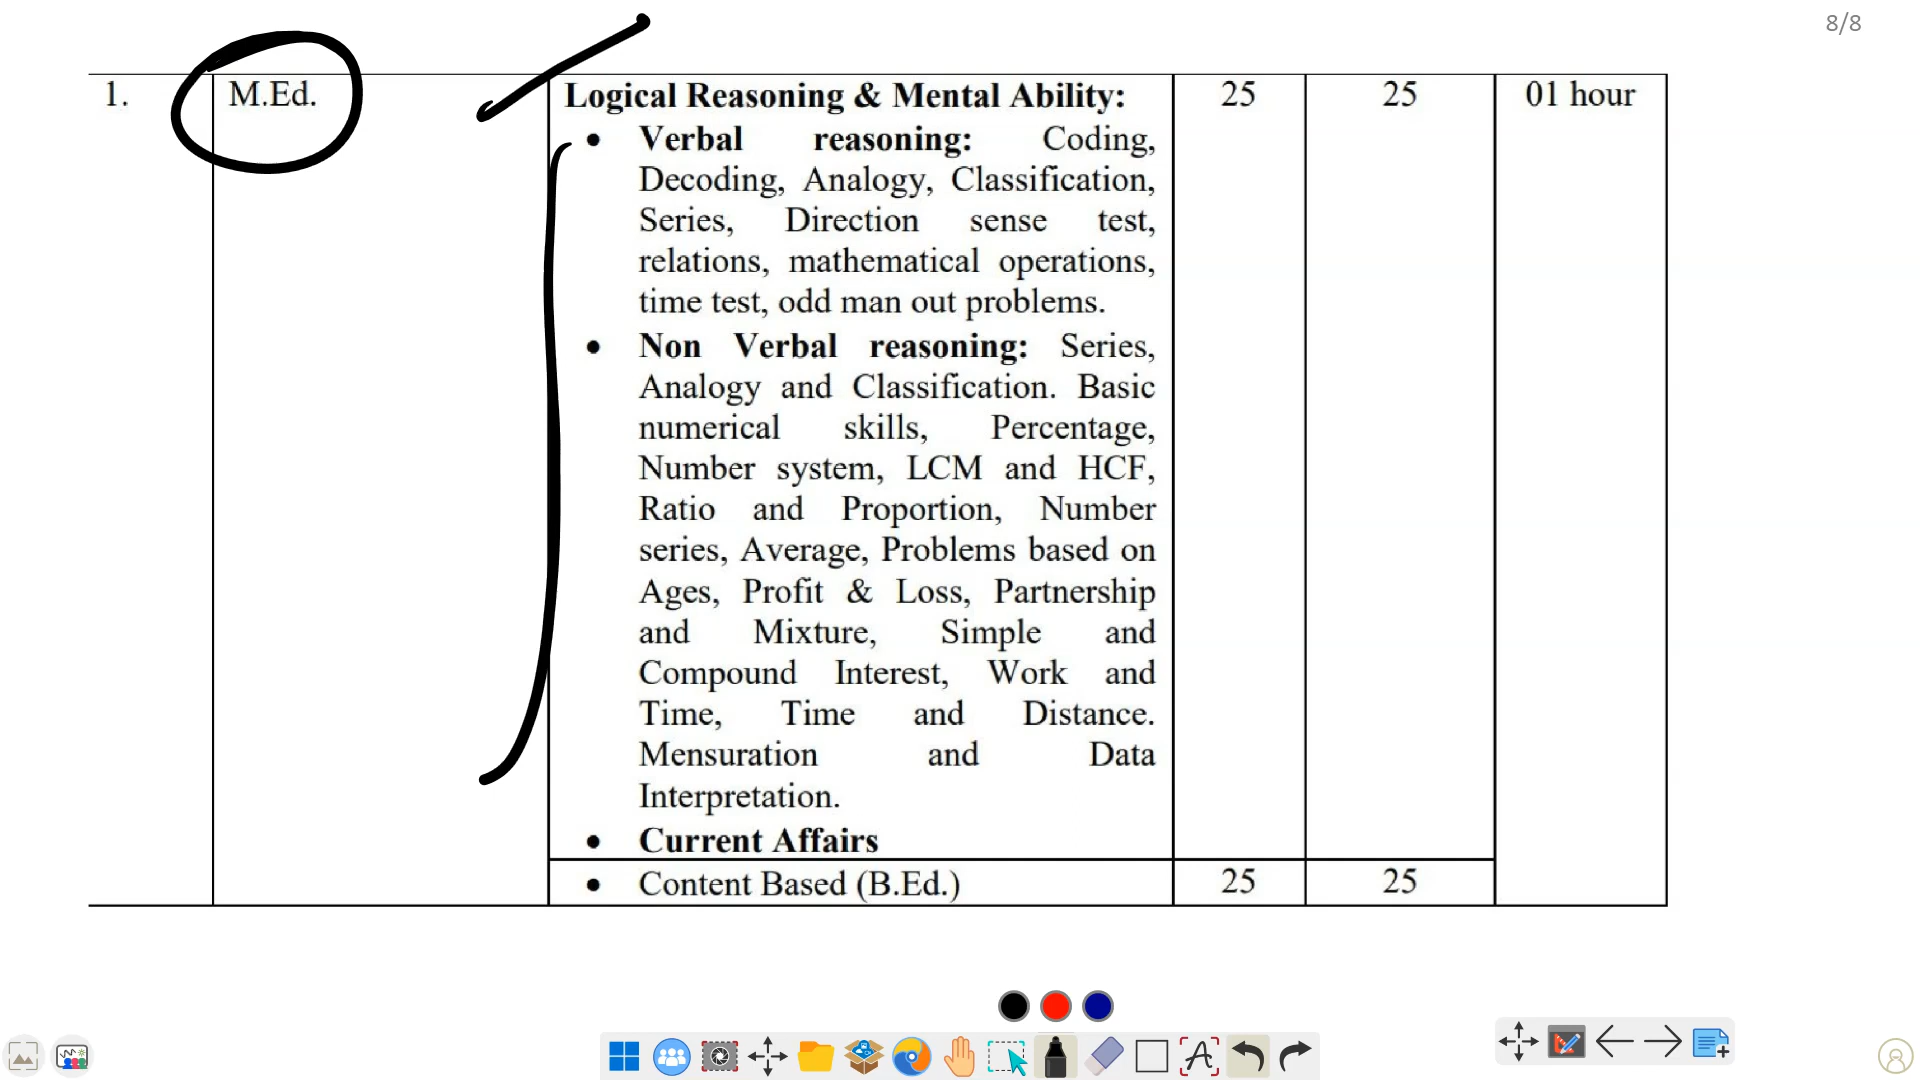 8/8
1. M.Ed. Logical Reasoning & Mental Ability: 25 25 01 hour
• Verbal reasoning: Coding,
Decoding, Analogy, Classification,
Series, Direction sense test,
relations, mathematical operations,
time test, odd man out problems.
• Non Verbal reasoning: Series,
Analogy and Classification. Basic
numerical skills, Percentage,
Number system, LCM and HCF,
Ratio and Proportion, Number
series, Average, Problems based on
Ages, Profit & Loss, Partnership
and Mixture, Simple and
Compound Interest, Work and
Time, Time and Distance.
Mensuration and Data
Interpretation.
• Current Affairs
• Content Based (B.Ed.) 25 25